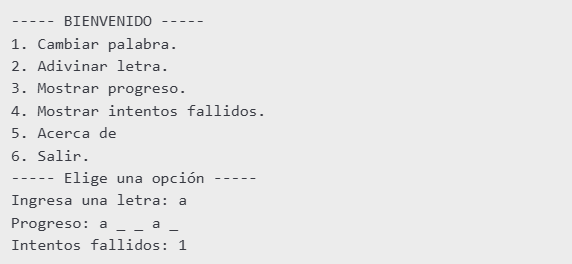 ----- BIENVENIDO -----
1. Cambiar palabra.
2. Adivinar letra.
3. Mostrar progreso.
4. Mostrar intentos fallidos.
5. Acerca de
6. Salir.
----- Elige una opción -----
Ingresa una letra: a
Progreso: a _ _ a _
Intentos fallidos: 1